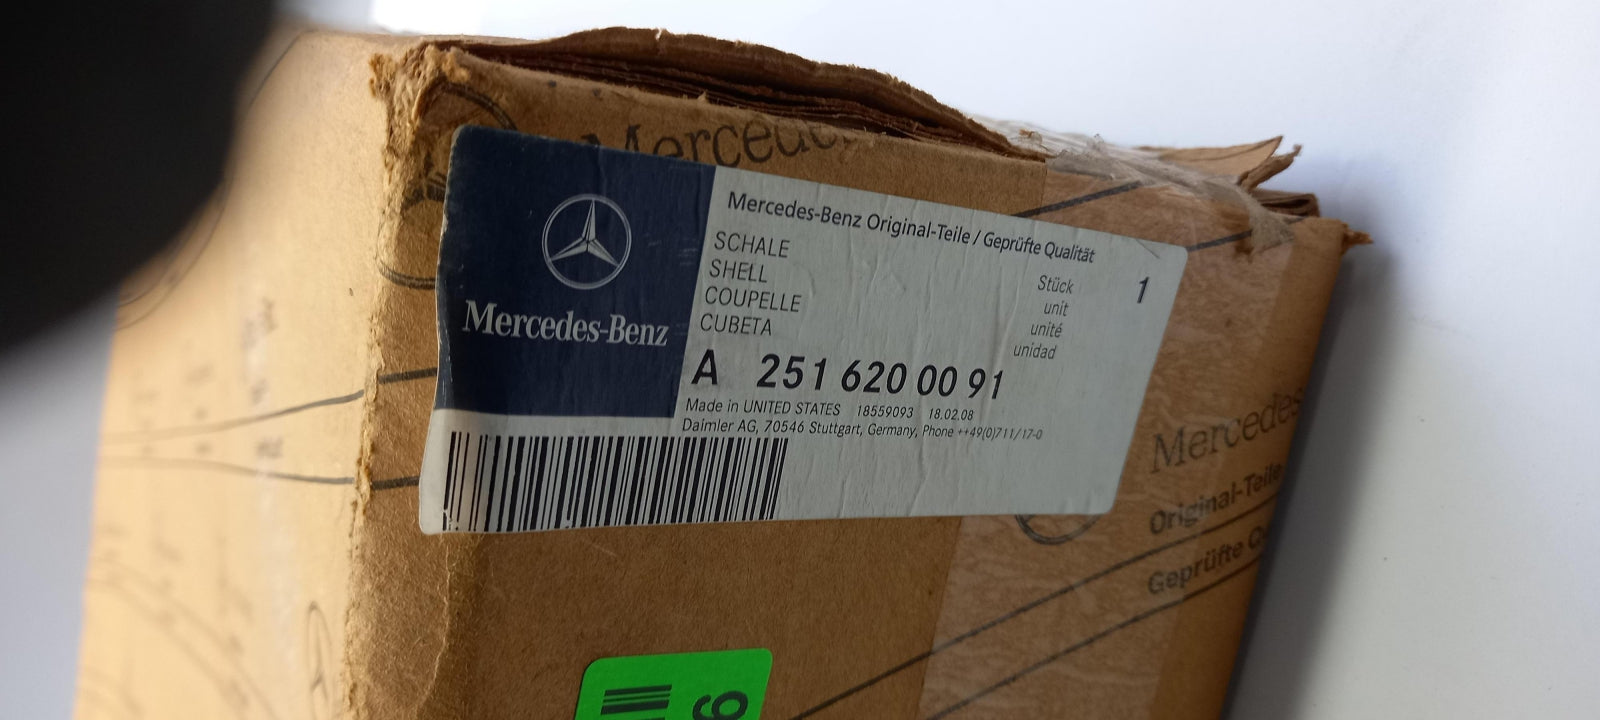 Mercedes
Mercedes-Benz
Mercedes-Benz Original-Teile / Geprüfte Qualität
SCHALE
SHELL
COUPELLE
CUBETA
Stück 1
unit
unité
unidad
A 251 620 00 91
Made in UNITED STATES 18559093 18.02.08
Daimler AG, 70546 Stuttgart, Germany, Phone ++49(0)711/17-0
Mercedes
Original-Teile
Geprüfte